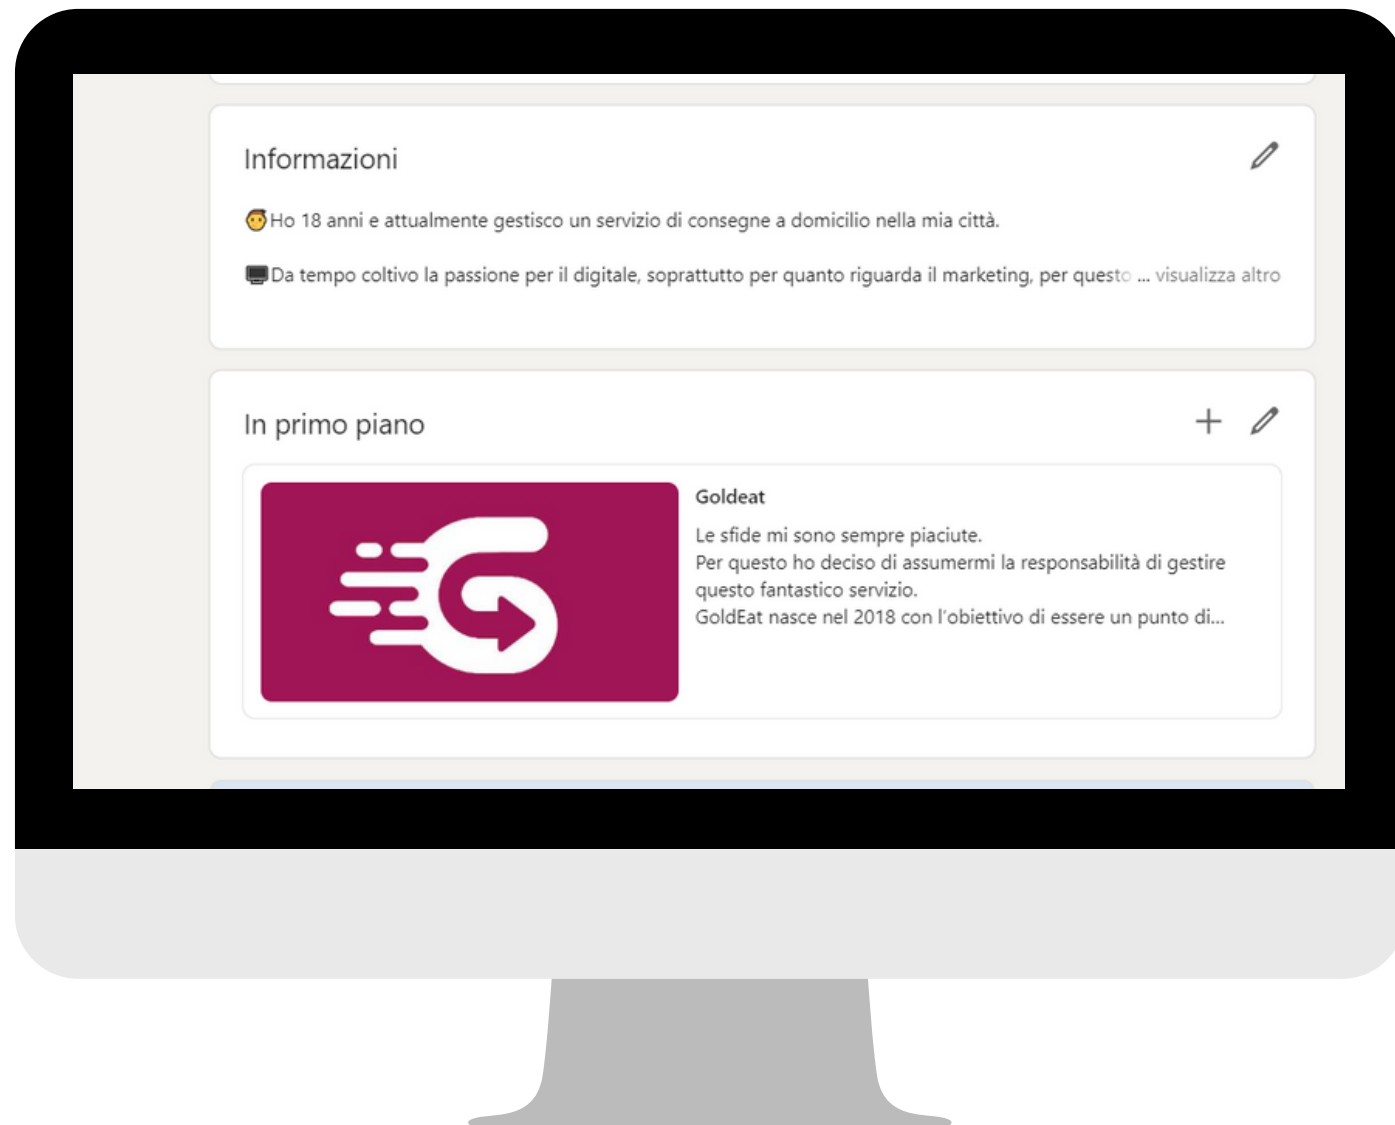 Informazioni
Ho 18 anni e attualmente gestisco un servizio di consegne a domicilio nella mia città.
Da tempo coltivo la passione per il digitale, soprattutto per quanto riguarda il marketing, per questo ... visualizza altro
In primo piano
Goldeat
Le sfide mi sono sempre piaciute.
Per questo ho deciso di assumermi la responsabilità di gestire
questo fantastico servizio.
GoldEat nasce nel 2018 con l'obiettivo di essere un punto di...